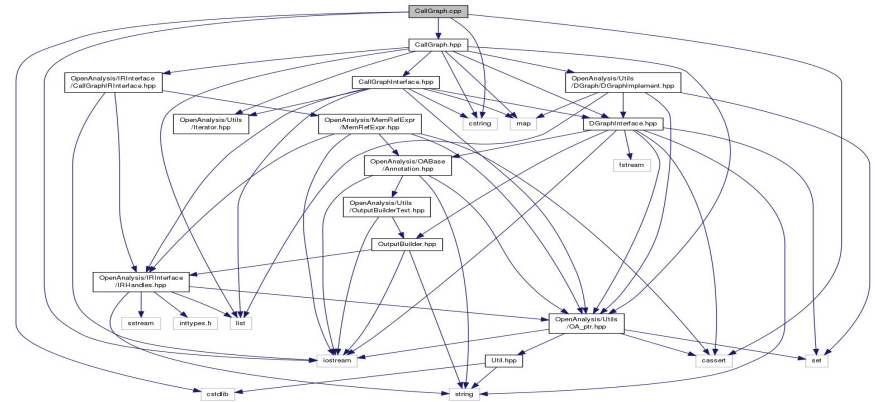 CallGraph.cpp
CallGraph.hpp
OpenAnalysis/IRInterface
/CallGraphIRInterface.hpp
CallGraphInterface.hpp
OpenAnalysis/Utils
/DGraph/DGraphImplement.hpp
OpenAnalysis/Utils
/Iterator.hpp
OpenAnalysis/MemRefExpr
/MemRefExpr.hpp
cstring
map
DGraphInterface.hpp
OpenAnalysis/OABase
/Annotation.hpp
fstream
OpenAnalysis/Utils
/OutputBuilderText.hpp
OutputBuilder.hpp
OpenAnalysis/IRInterface
/IRHandles.hpp
sstream
inttypes.h
list
OpenAnalysis/Utils
/OA_ptr.hpp
iostream
Util.hpp
cassert
set
cstdlib
string